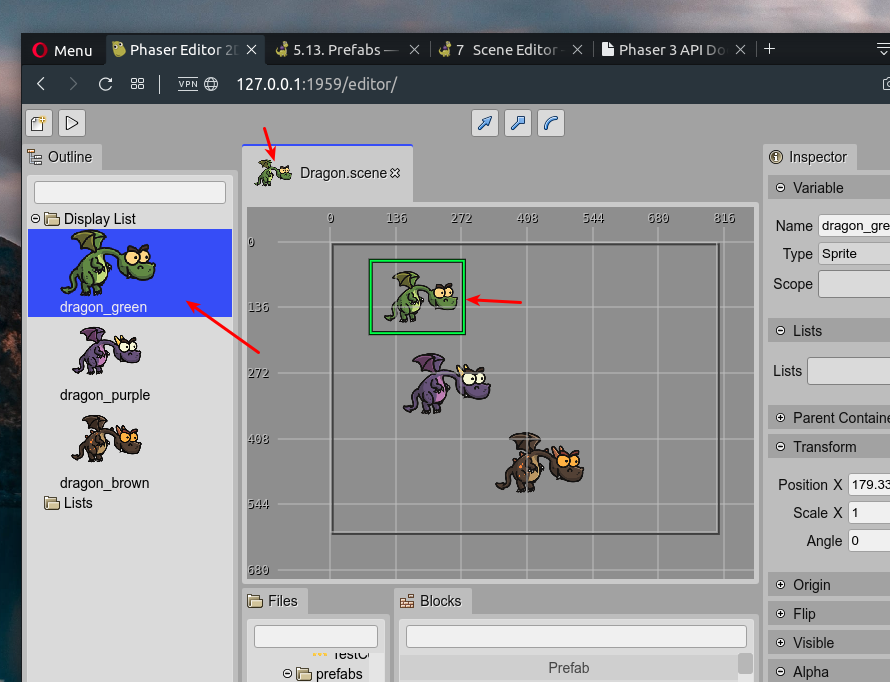 Menu
Phaser Editor 2D
5.13. Prefabs —
7 Scene Editor
Phaser 3 API Do
VPN
127.0.0.1:1959/editor/
Outline
Dragon.scene
Inspector
Display List
dragon_green
dragon_purple
dragon_brown
Lists
0 136 272 408 544 680 816
0
136
272
408
544
680
Variable
Name dragon_gre
Type Sprite
Scope
Lists
Lists
Parent Containe
Transform
Position X 179.33
Scale X 1
Angle 0
Origin
Flip
Visible
Alpha
Files
Blocks
prefabs
Prefab